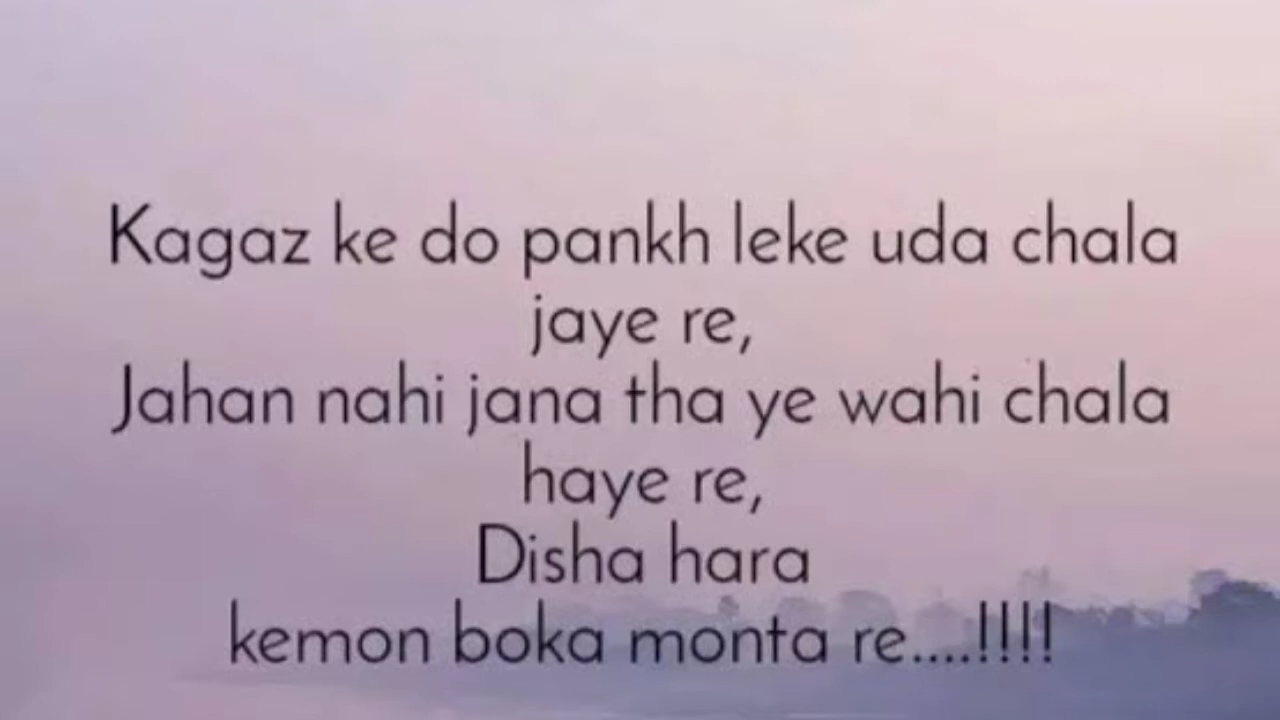 Kagaz ke do pankh leke uda chala
jaye re,
Jahan nahi jana tha ye wahi chala
haye re,
Disha hara
kemon boka monta re....!!!!